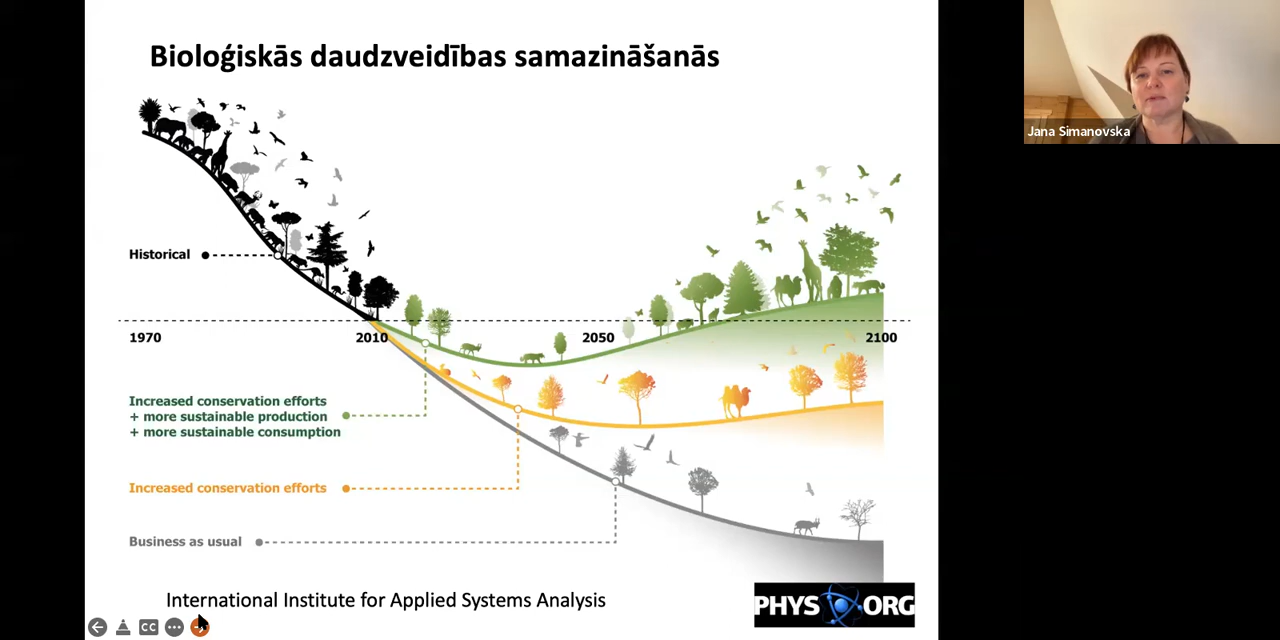 Bioloģiskās daudzveidības samazināšanās
Jana Simanovska
Historical
1970
2010
2050
2100
Increased conservation efforts
+ more sustainable production
+ more sustainable consumption
Increased conservation efforts
Business as usual
International Institute for Applied Systems Analysis
PHYS ORG
CC